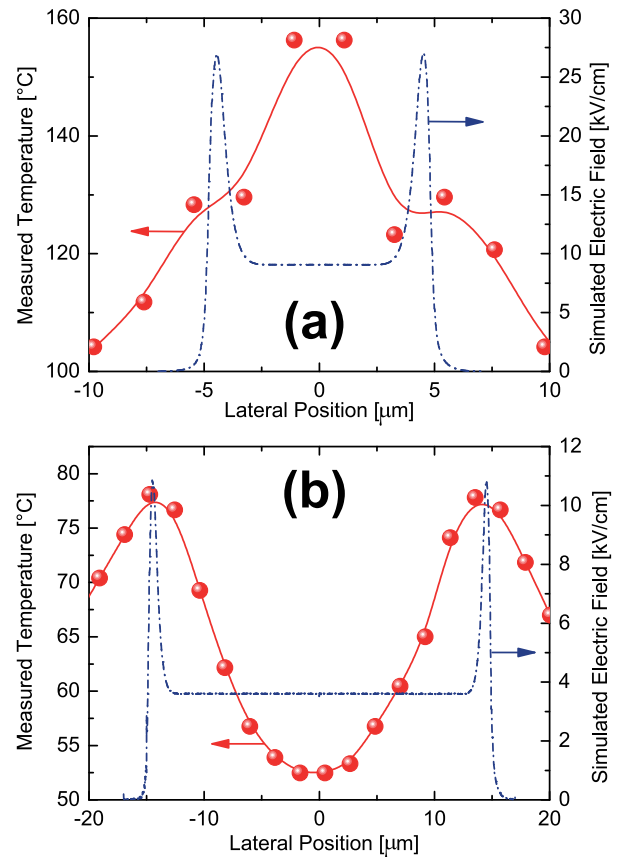 160
140
120
100
Measured Temperature [°C]
30
25
20
15
10
5
0
Simulated Electric Field [kV/cm]
(a)
-10 -5 0 5 10
Lateral Position [μm]
80
75
70
65
60
55
50
Measured Temperature [°C]
12
10
8
6
4
2
0
Simulated Electric Field [kV/cm]
(b)
-20 -10 0 10 20
Lateral Position [μm]